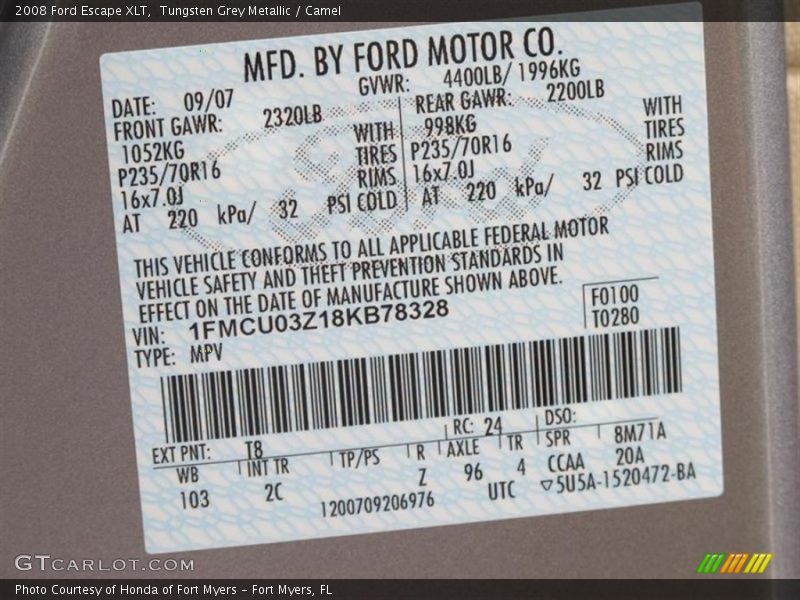 2008 Ford Escape XLT, Tungsten Grey Metallic / Camel
MFD. BY FORD MOTOR CO.
DATE: 09/07 GVWR: 4400LB/ 1996KG
FRONT GAWR: 2320LB REAR GAWR: 2200LB
1052KG WITH 998KG WITH
P235/70R16 TIRES P235/70R16 TIRES
16x7.0J RIMS 16x7.0J RIMS
AT 220 kPa/ 32 PSI COLD AT 220 kPa/ 32 PSI COLD
THIS VEHICLE CONFORMS TO ALL APPLICABLE FEDERAL MOTOR
VEHICLE SAFETY AND THEFT PREVENTION STANDARDS IN
EFFECT ON THE DATE OF MANUFACTURE SHOWN ABOVE.
VIN: 1FMCU03Z18KB78328 F0100
TYPE: MPV T0280
EXT PNT: T8 RC: 24 DSO:
WB INT TR TP/PS R AXLE TR SPR 8M71A
103 2C Z 96 4 CCAA 20A
1200709206976 UTC ▽5U5A-1520472-BA
GTCARLOT.COM
Photo Courtesy of Honda of Fort Myers - Fort Myers, FL